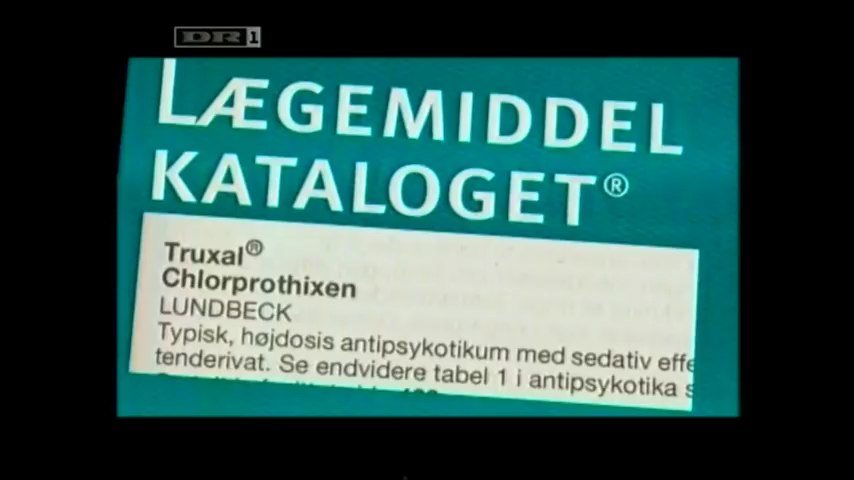 DR1
LÆGEMIDDEL
KATALOGET®
Truxal®
Chlorprothixen
LUNDBECK
Typisk, højdosis antipsykotikum med sedativ effe
tenderivat. Se endvidere tabel 1 i antipsykotika s